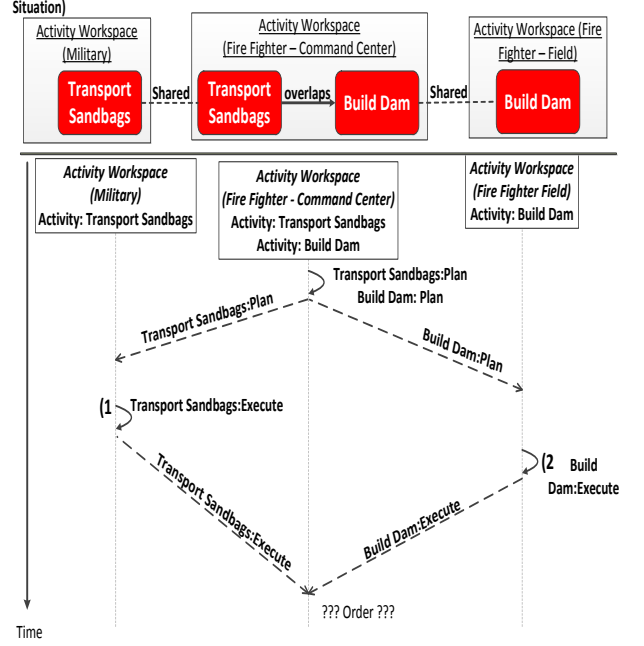 Situation)
Activity Workspace
(Military)
Activity Workspace
(Fire Fighter – Command Center)
Activity Workspace (Fire
Fighter – Field)
Transport
Sandbags
Shared
Transport
Sandbags
overlaps
Build Dam
Shared
Build Dam
Activity Workspace
(Military)
Activity: Transport Sandbags
Activity Workspace
(Fire Fighter - Command Center)
Activity: Transport Sandbags
Activity: Build Dam
Activity Workspace
(Fire Fighter Field)
Activity: Build Dam
Transport Sandbags:Plan
Build Dam: Plan
Transport Sandbags:Plan
Build Dam:Plan
(1 Transport Sandbags:Execute
(2 Build
Dam:Execute
Transport Sandbags:Execute
Build Dam:Execute
??? Order ???
Time